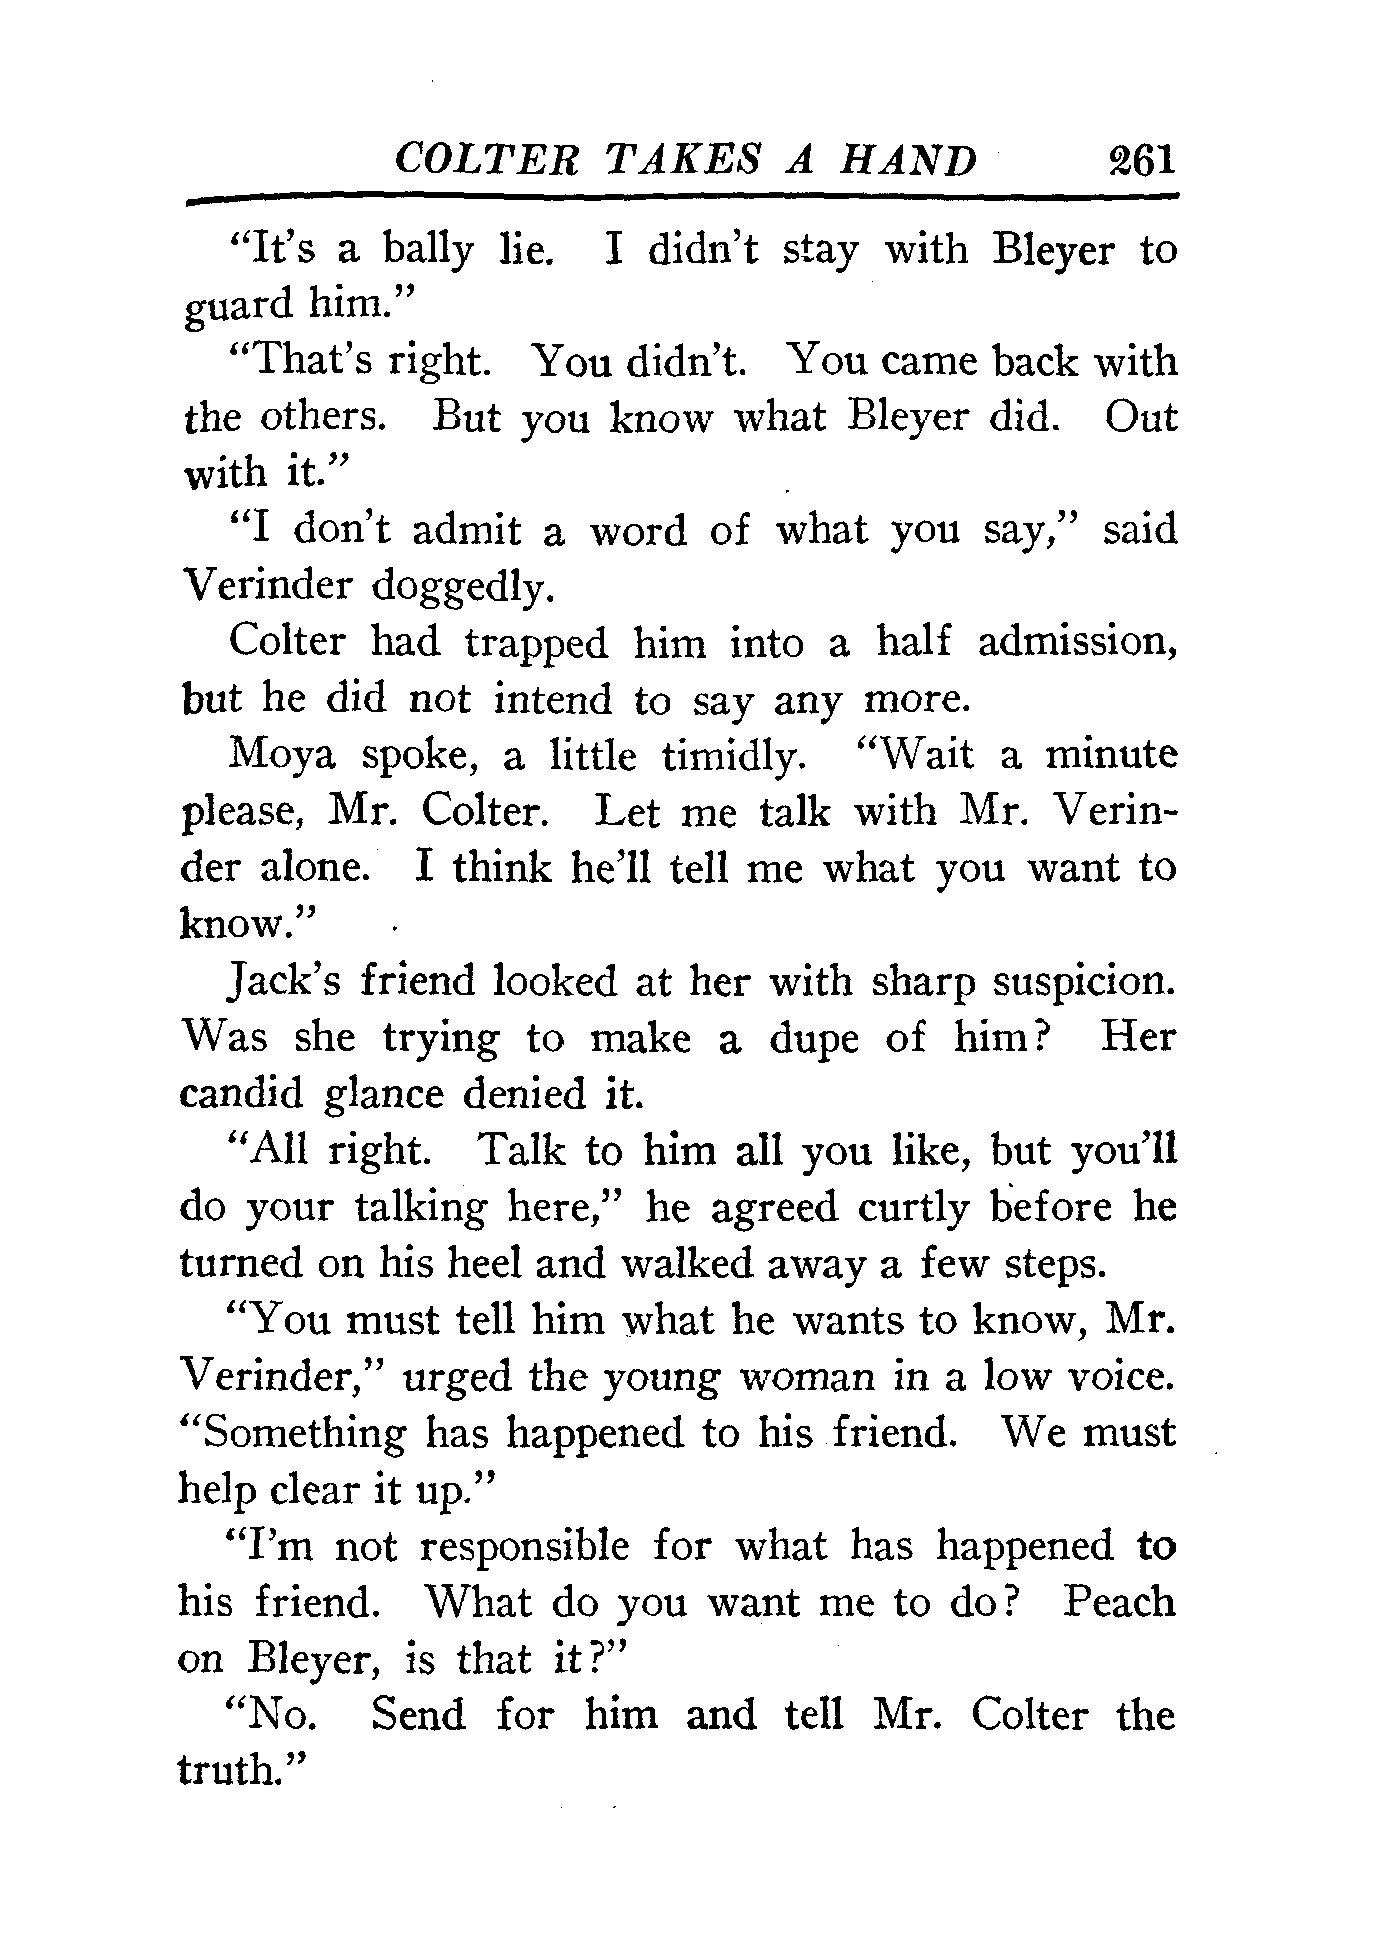 COLTER TAKES A HAND 261
“It’s a bally lie. I didn’t stay with Bleyer to
guard him.”
“That’s right. You didn’t. You came back with
the others. But you know what Bleyer did. Out
with it.”
“I don’t admit a word of what you say,” said
Verinder doggedly.
Colter had trapped him into a half admission,
but he did not intend to say any more.
Moya spoke, a little timidly. “Wait a minute
please, Mr. Colter. Let me talk with Mr. Verin-
der alone. I think he’ll tell me what you want to
know.”
Jack’s friend looked at her with sharp suspicion.
Was she trying to make a dupe of him? Her
candid glance denied it.
“All right. Talk to him all you like, but you’ll
do your talking here,” he agreed curtly before he
turned on his heel and walked away a few steps.
“You must tell him what he wants to know, Mr.
Verinder,” urged the young woman in a low voice.
“Something has happened to his friend. We must
help clear it up.”
“I’m not responsible for what has happened to
his friend. What do you want me to do? Peach
on Bleyer, is that it?”
“No. Send for him and tell Mr. Colter the
truth.”